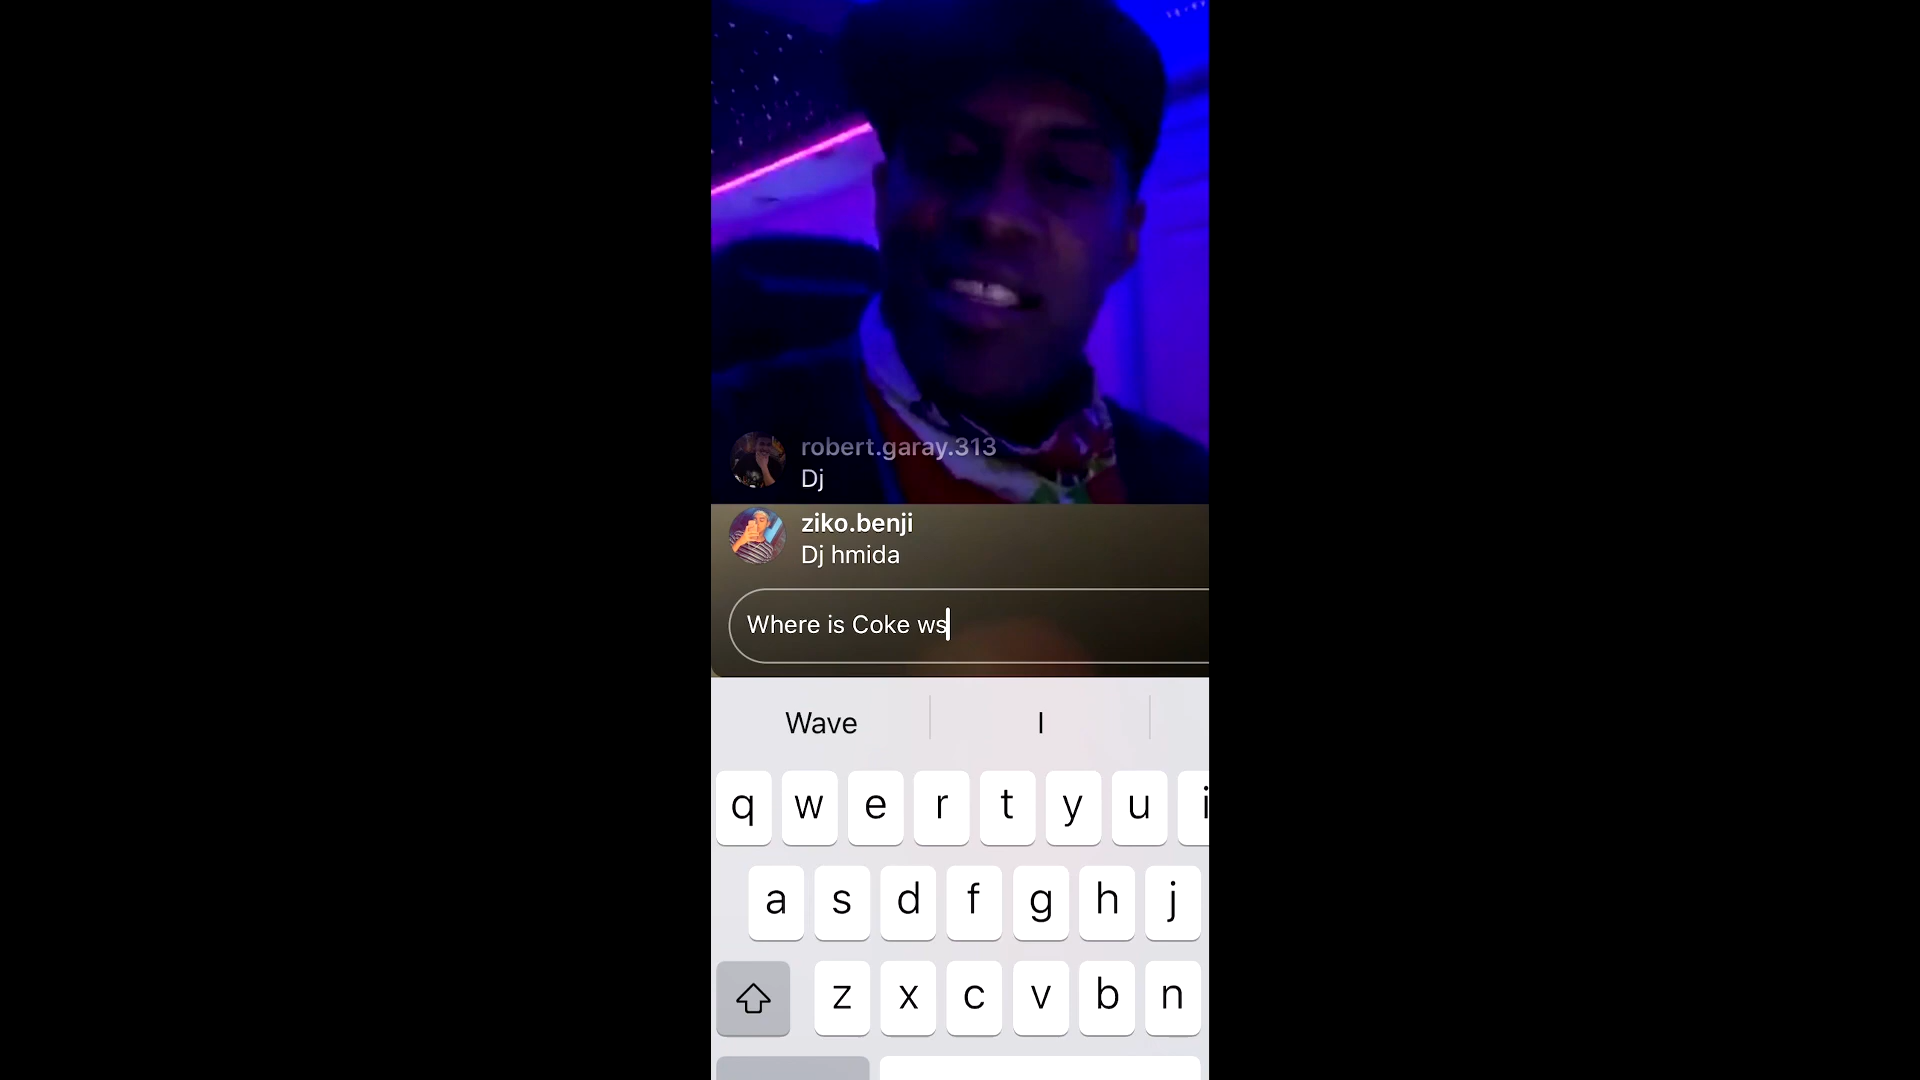 robert.garay.313
Dj
ziko.benji
Dj hmida
Where is Coke ws
Wave I
q w e r t y u i
a s d f g h j
z x c v b n